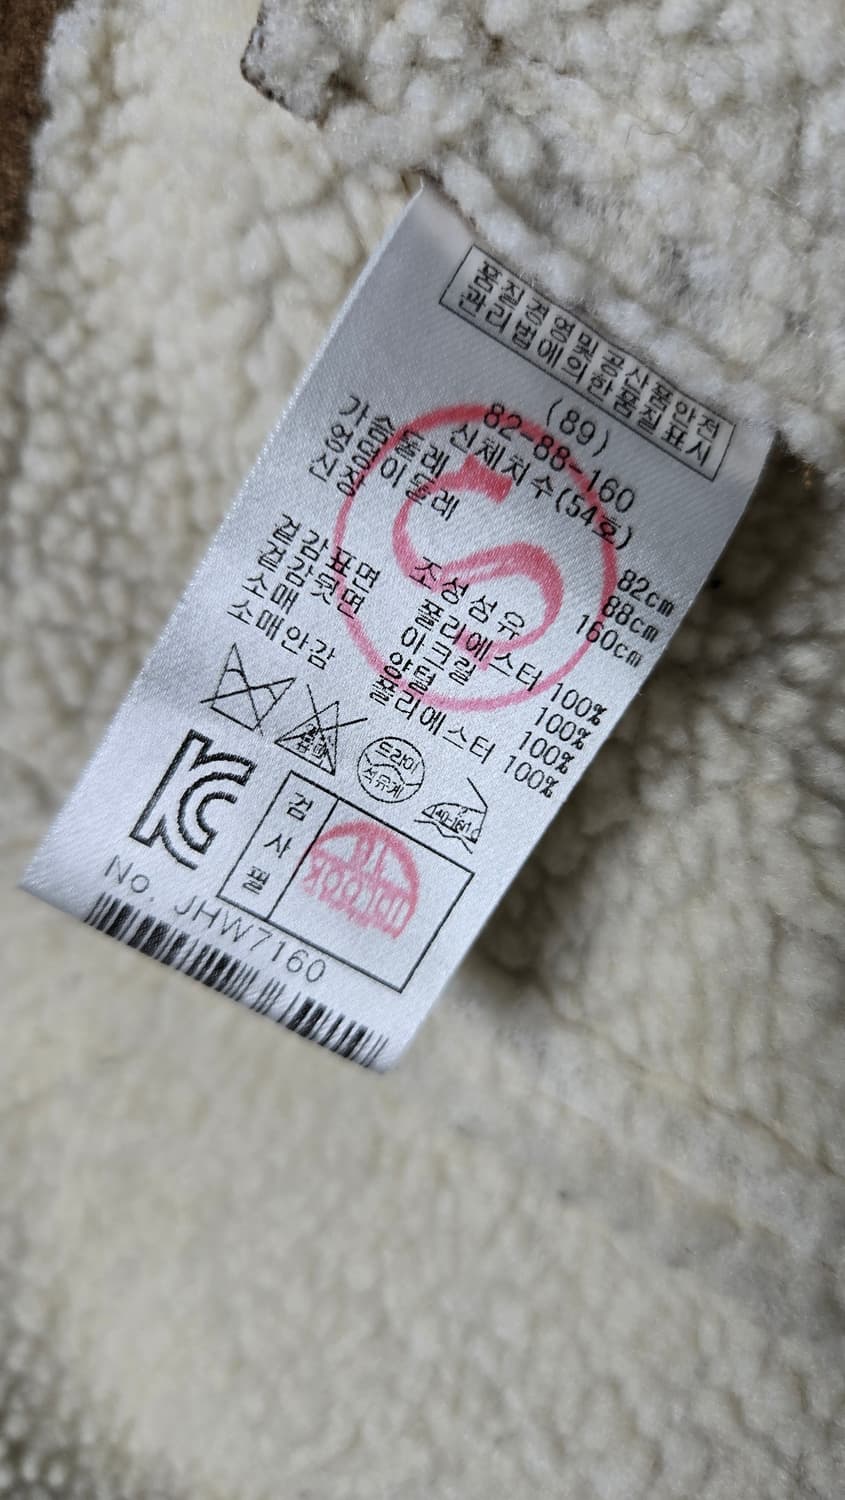 품질경영및공산품안전
관리법에의한품질표시
(89)
82-88-160
신체치수(54호)
가슴둘레 82cm
엉덩이둘레 88cm
신장 160cm
조성섬유
겉감표면 폴리에스터 100%
겉감뒷면 아크릴 100%
소매 양털 100%
소매안감 폴리에스터 100%
드라이
석유계
검사필
No. JHW7160